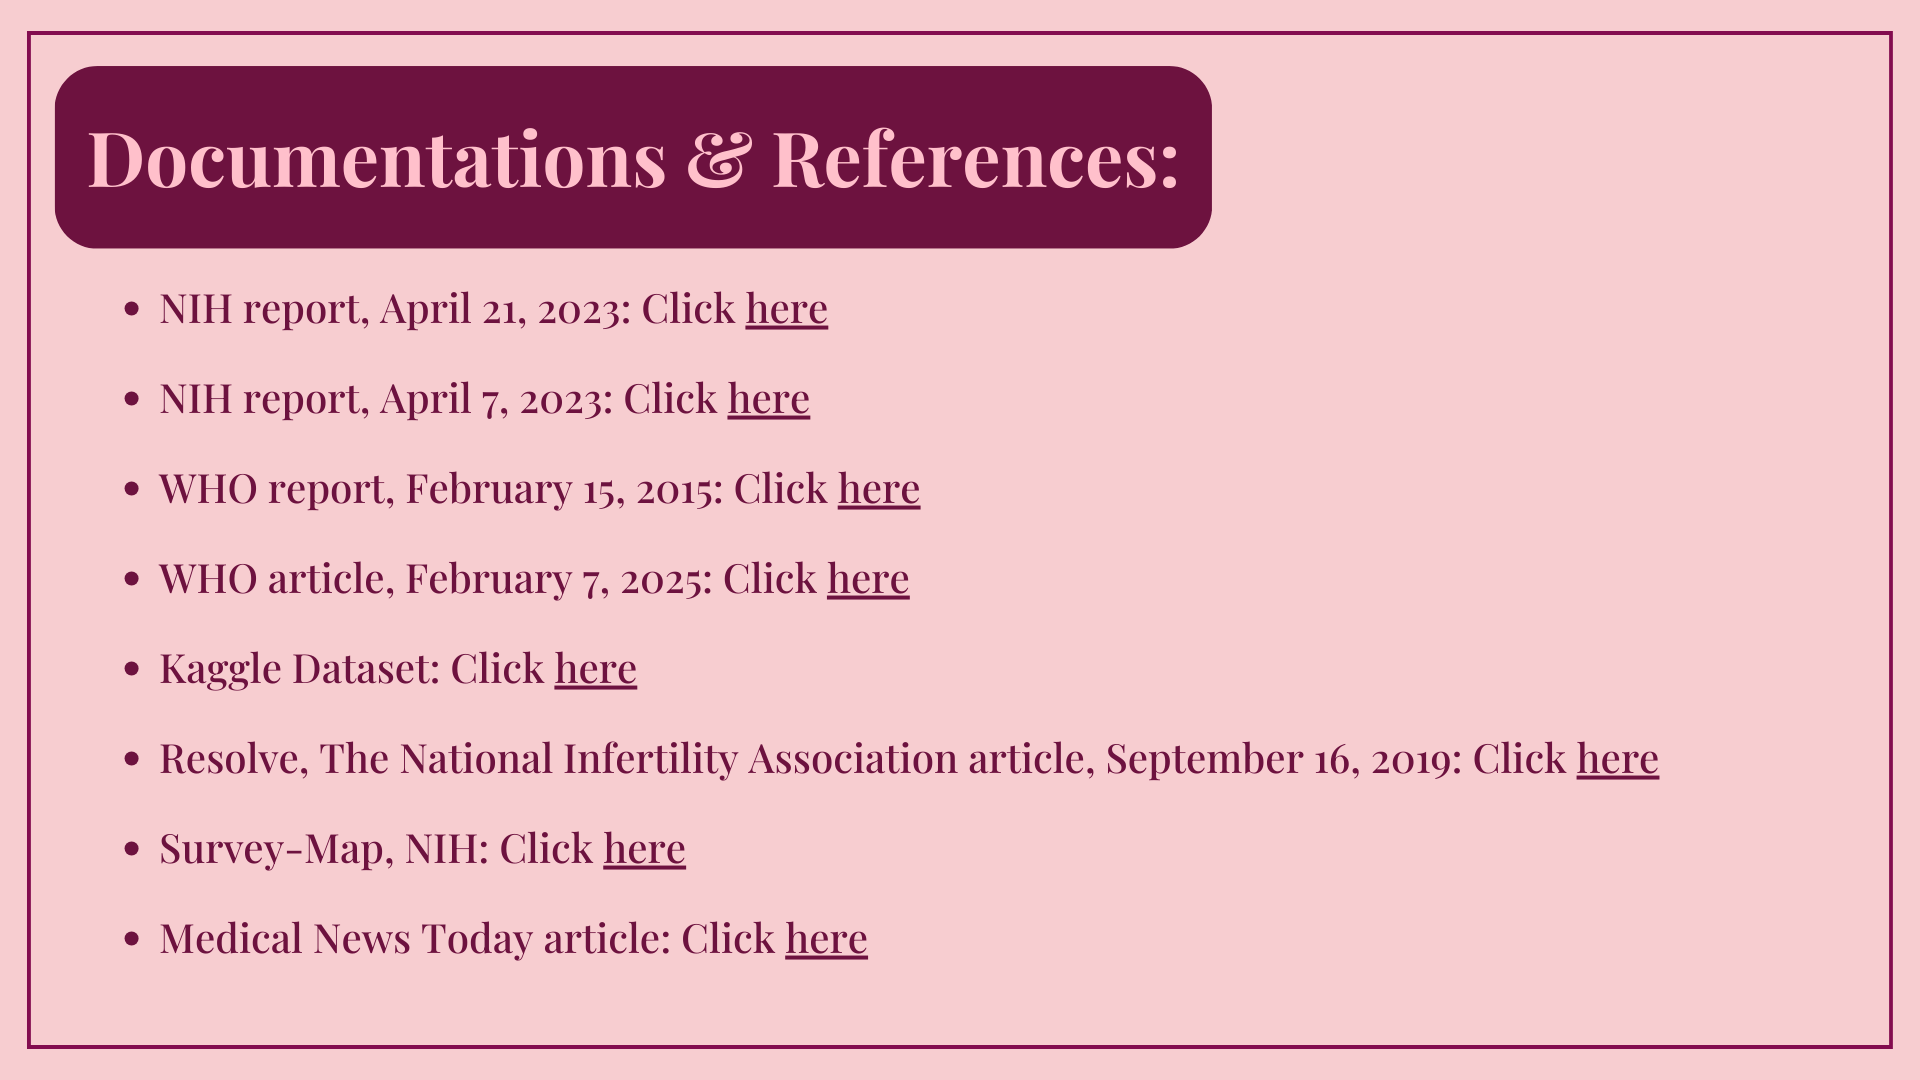 Documentations & References:
• NIH report, April 21, 2023: Click here
• NIH report, April 7, 2023: Click here
• WHO report, February 15, 2015: Click here
• WHO article, February 7, 2025: Click here
• Kaggle Dataset: Click here
• Resolve, The National Infertility Association article, September 16, 2019: Click here
• Survey-Map, NIH: Click here
• Medical News Today article: Click here